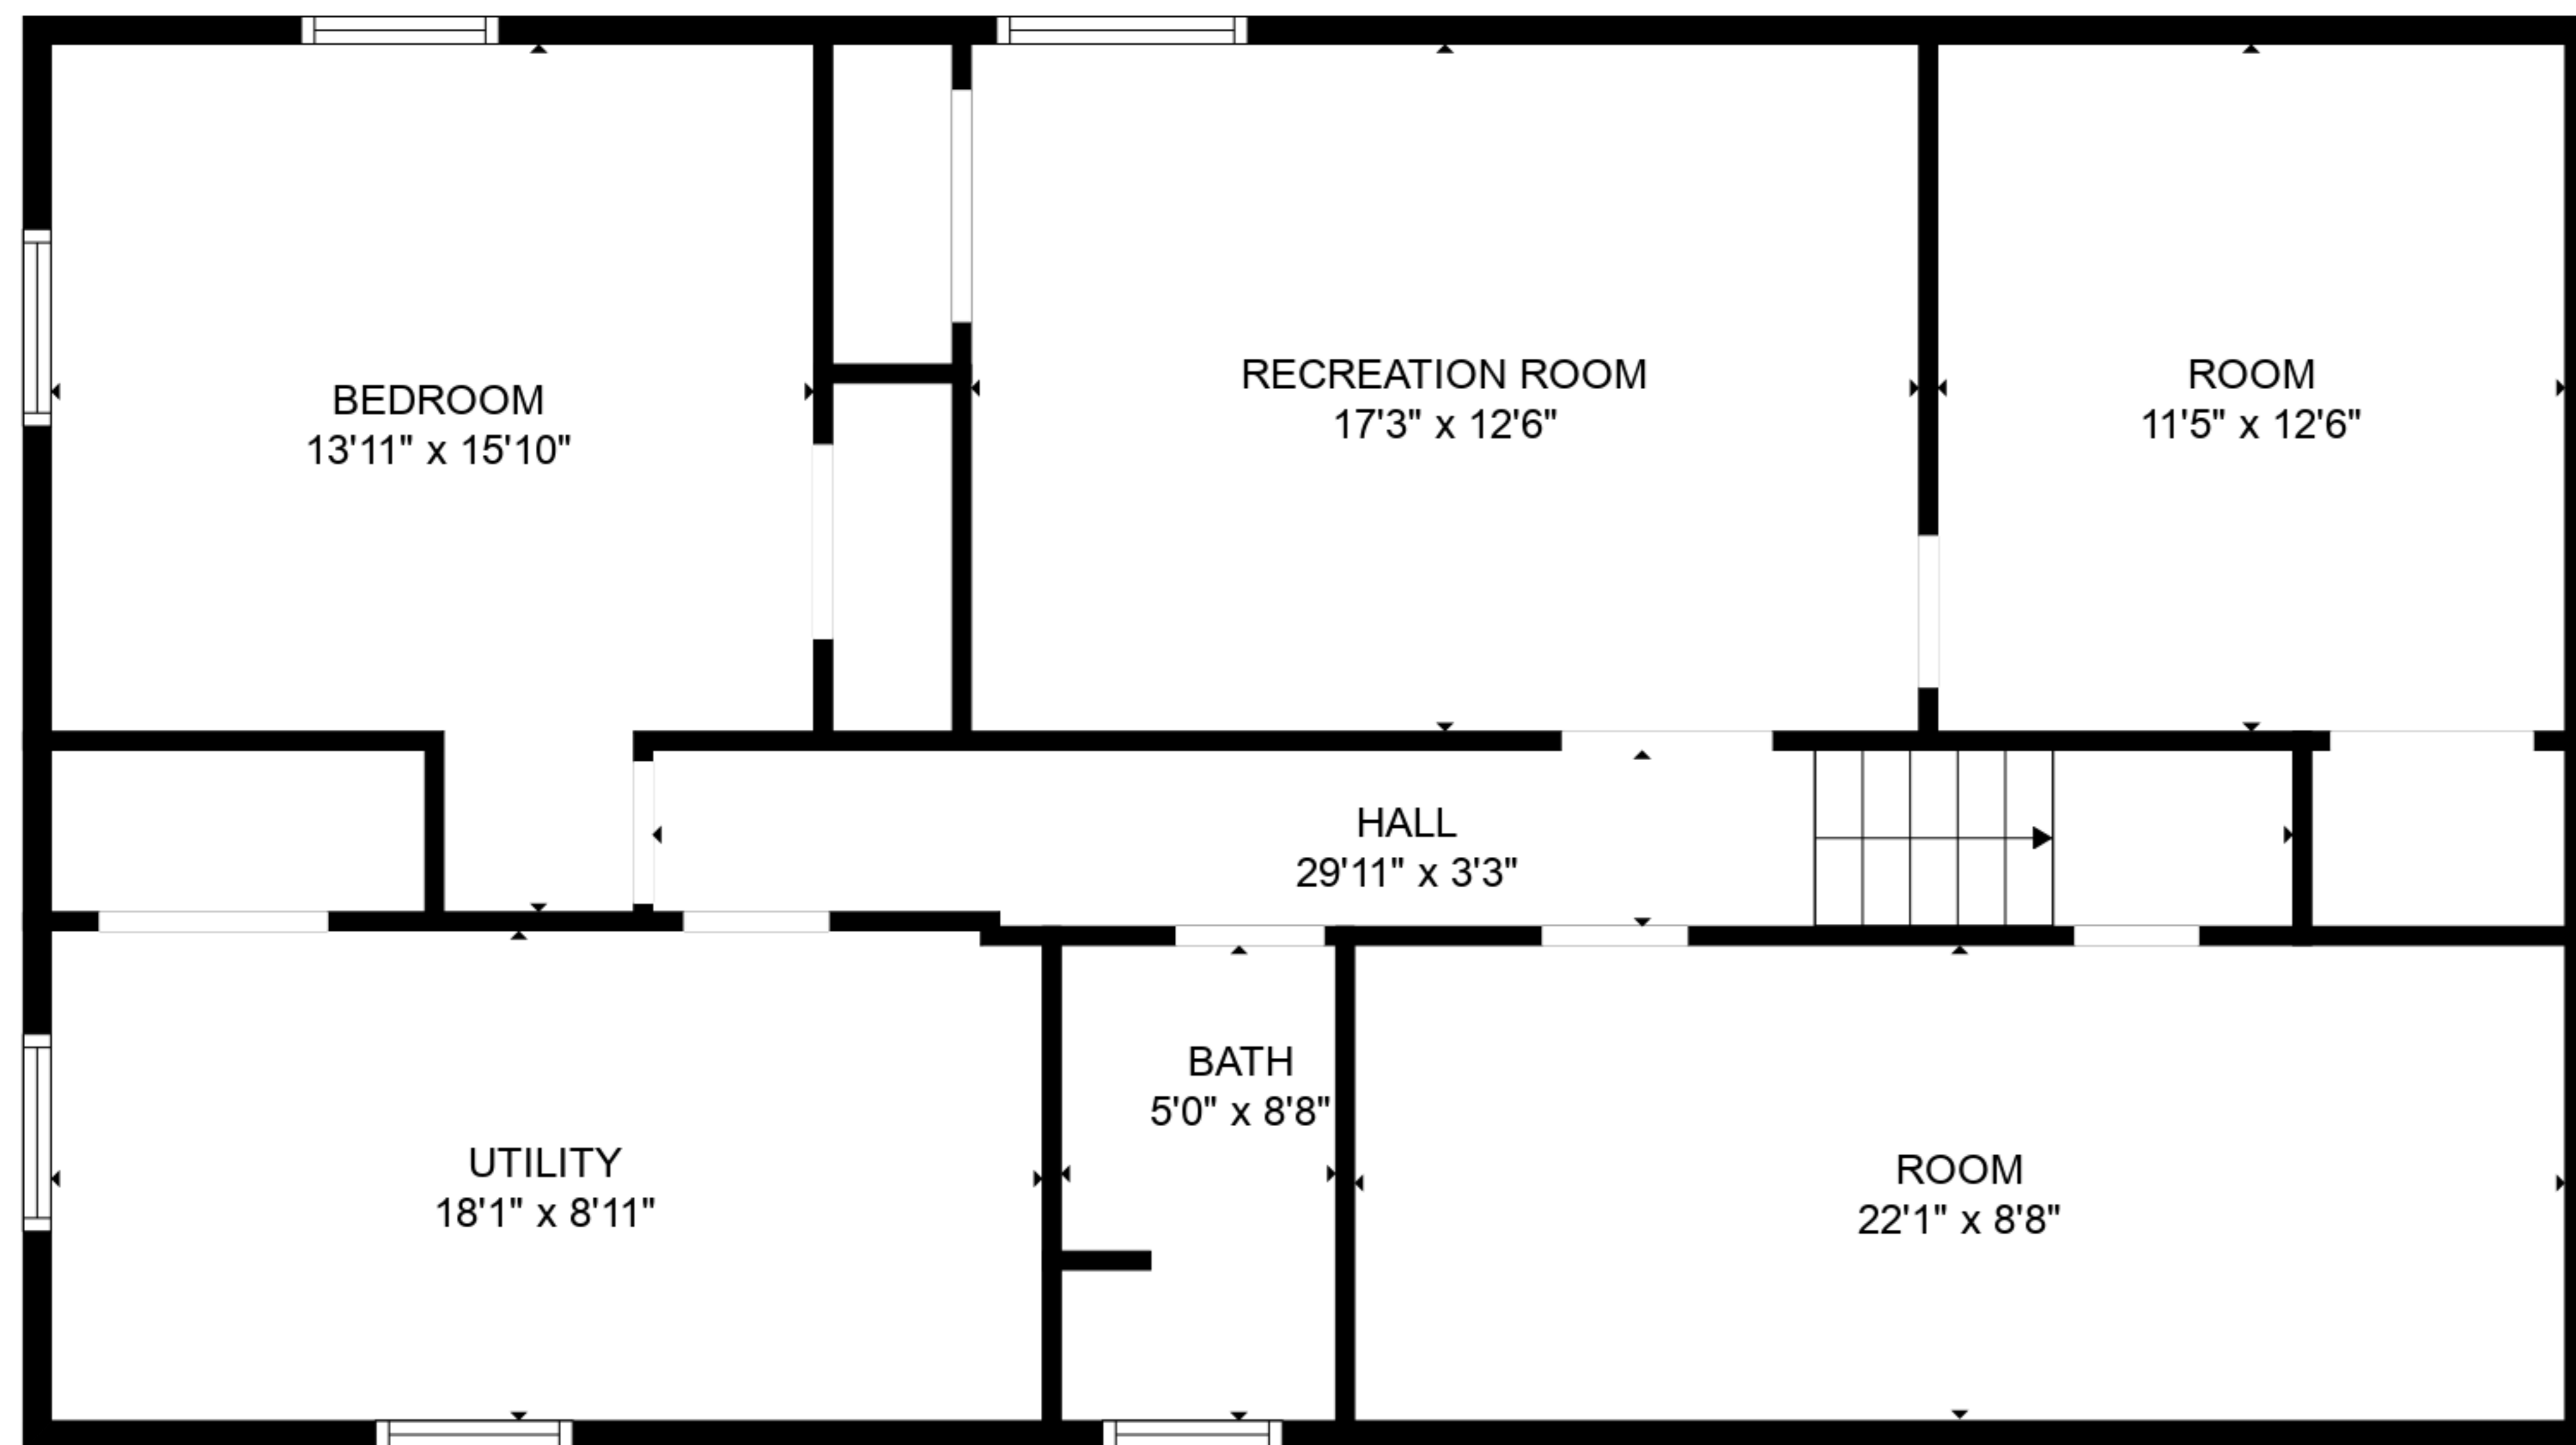 BEDROOM
13'11" x 15'10"
RECREATION ROOM
17'3" x 12'6"
ROOM
11'5" x 12'6"
HALL
29'11" x 3'3"
BATH
5'0" x 8'8"
UTILITY
18'1" x 8'11"
ROOM
22'1" x 8'8"